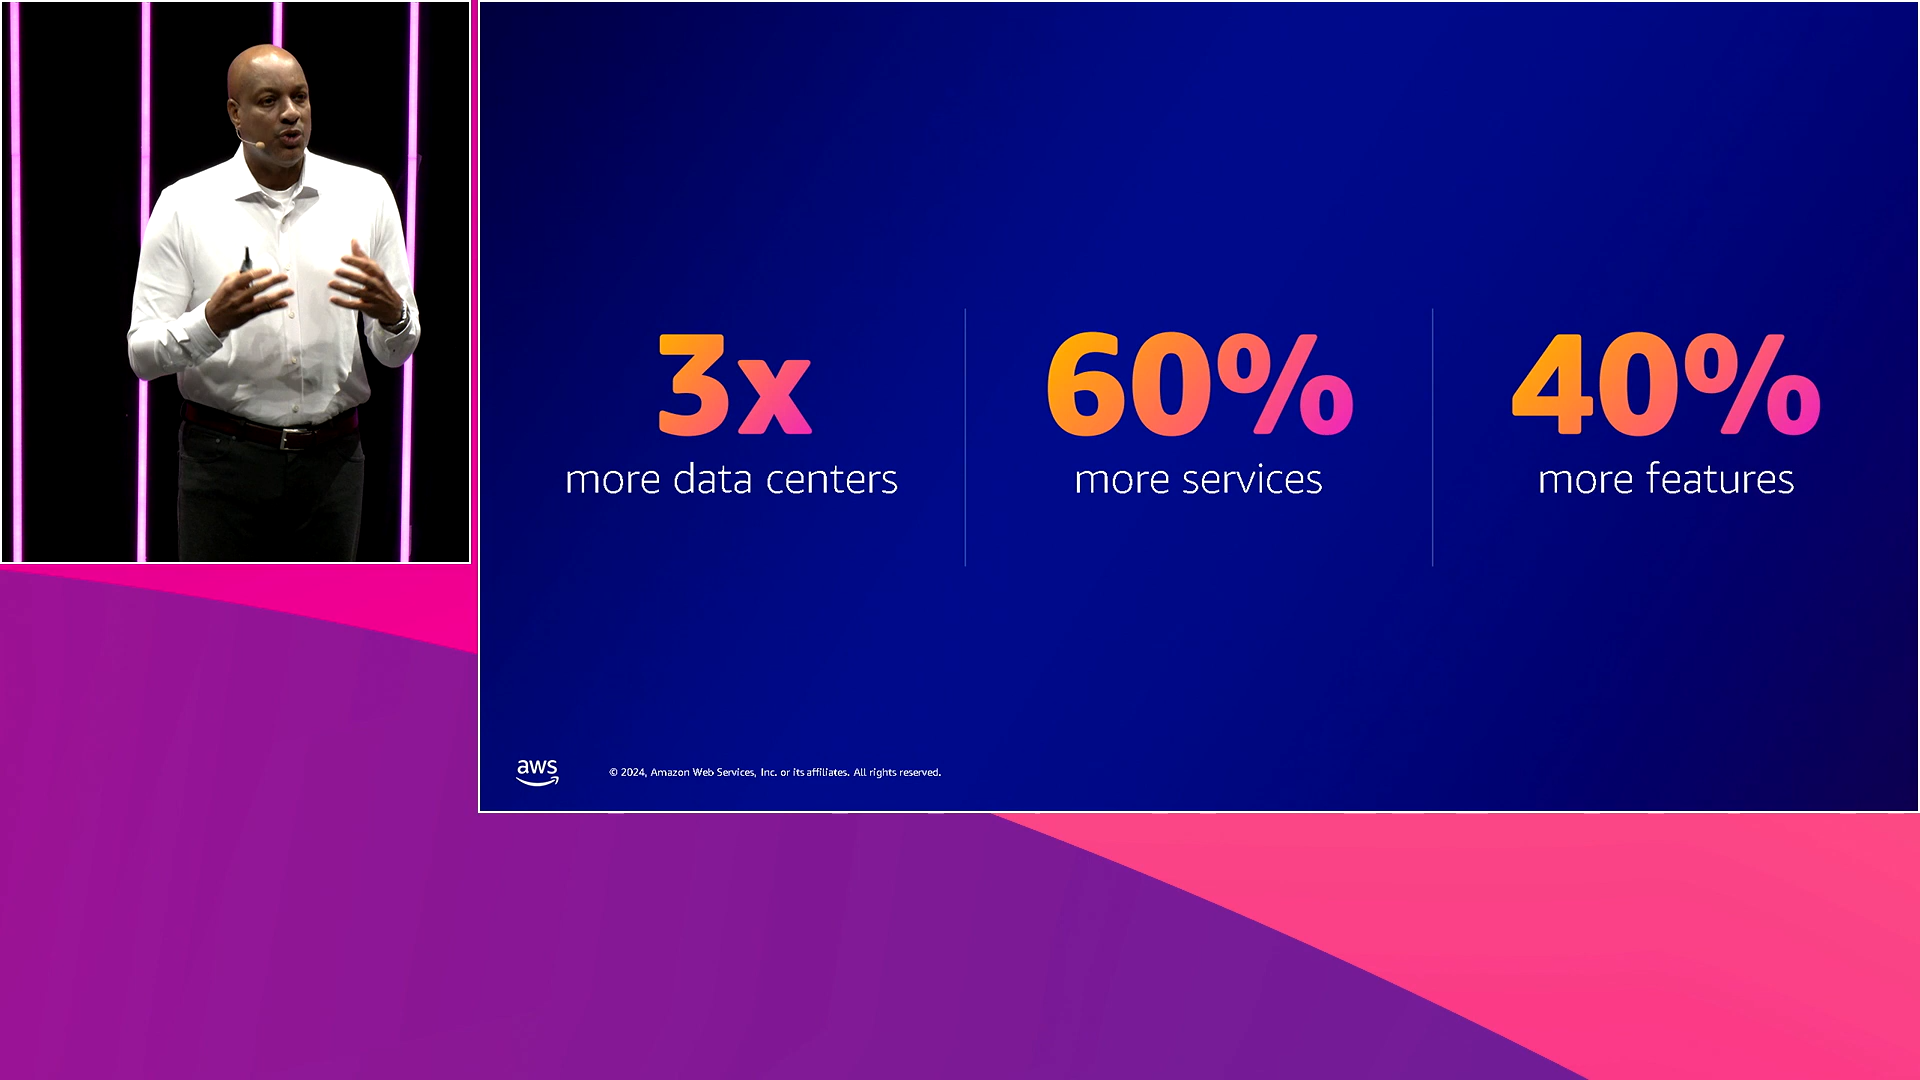 3x
more data centers
60%
more services
40%
more features
aws
© 2024, Amazon Web Services, Inc. or its affiliates. All rights reserved.